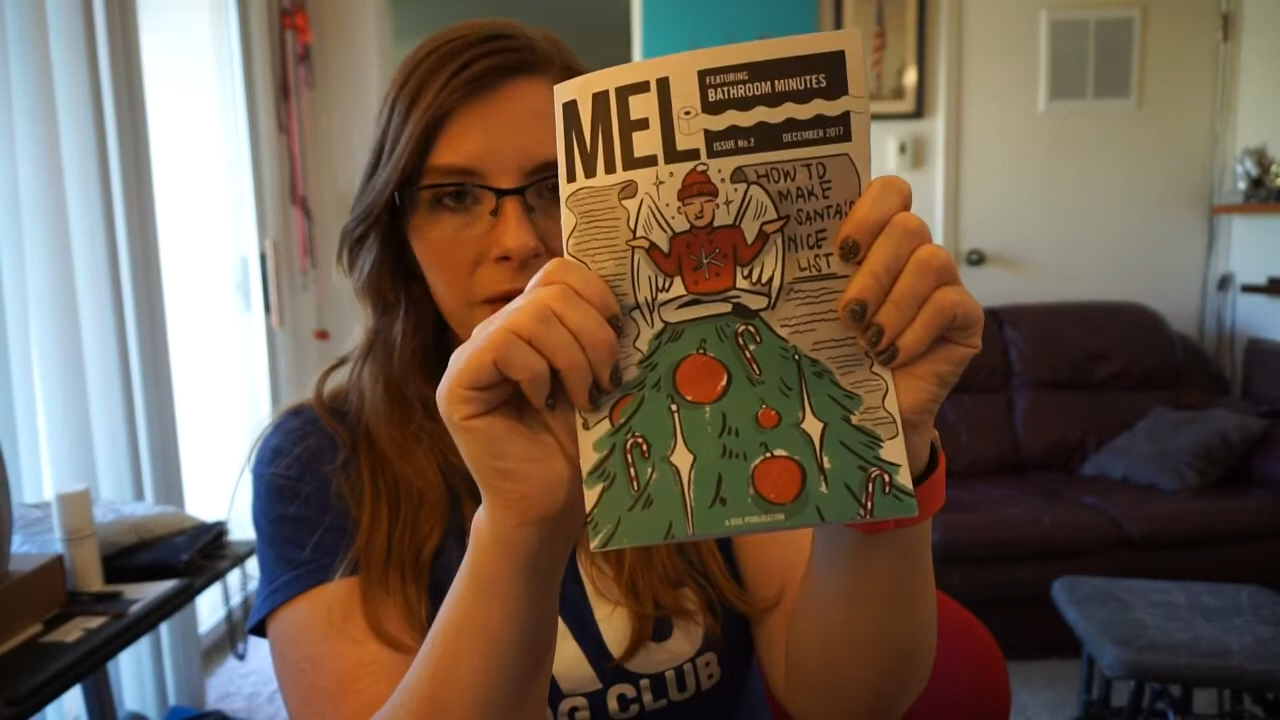 MEL
FEATURING
BATHROOM MINUTES
ISSUE No.2 DECEMBER 2017
HOW TO
MAKE
SANTA'S
NICE
LIST
A DSC PUBLICATION
CLUB